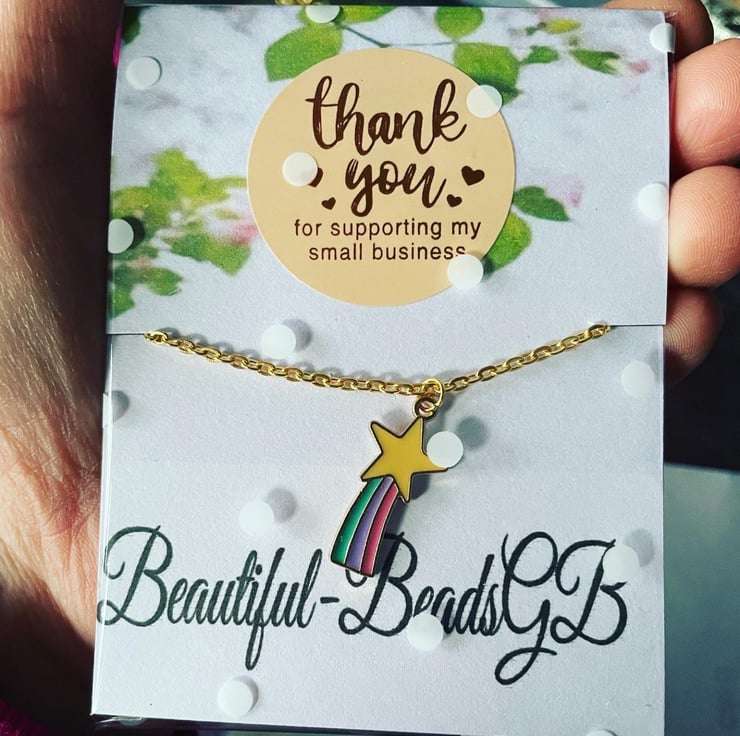 thank
you.
for supporting my
small business
Beautiful-BeadsGB